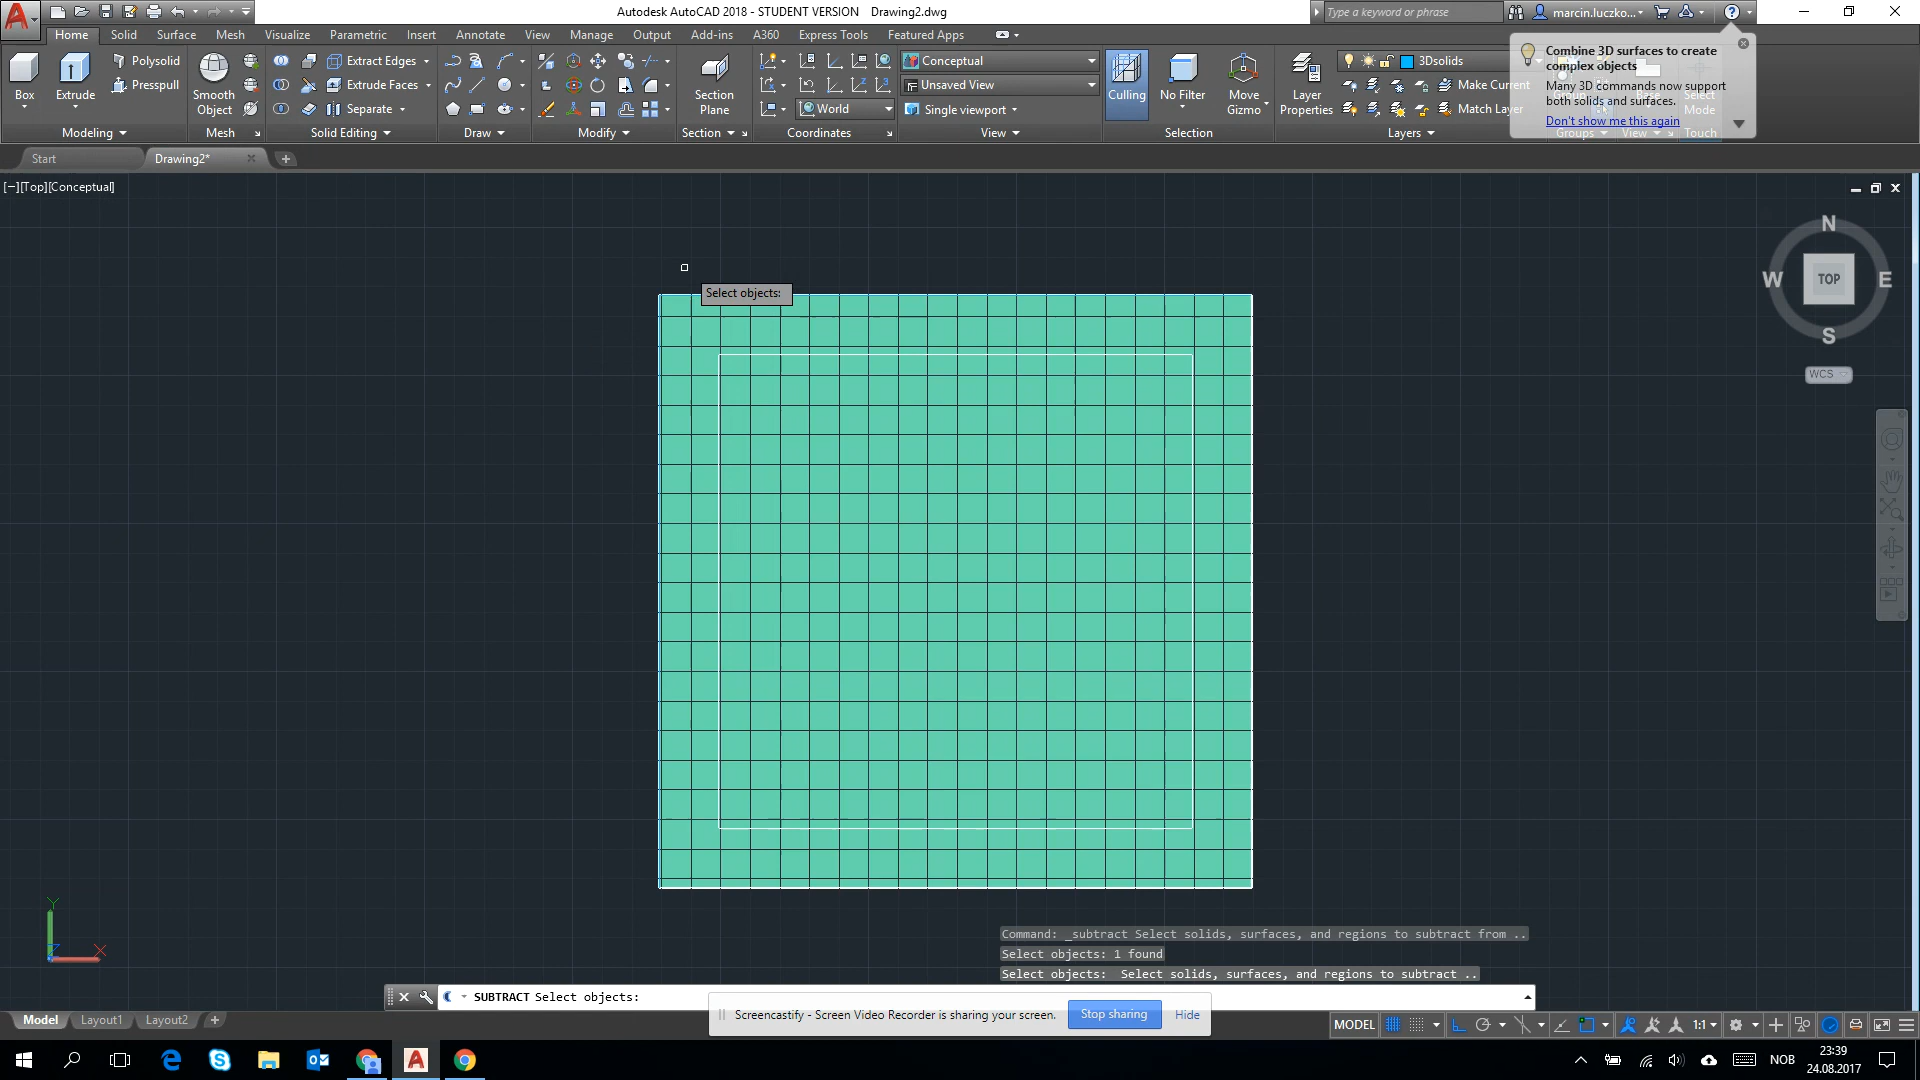 Autodesk AutoCAD 2018 - STUDENT VERSION Drawing2.dwg
Type a keyword or phrase
marcin.luczko...
Home Solid Surface Mesh Visualize Parametric Insert Annotate View Manage Output Add-ins A360 Express Tools Featured Apps
Box
Extrude
Polysolid
Presspull
Modeling
Smooth
Object
Mesh
Extract Edges
Extrude Faces
Separate
Solid Editing
Draw
Modify
Section
Plane
Section
World
Coordinates
Conceptual
Unsaved View
Single viewport
View
Culling
No Filter
Move
Gizmo
Selection
Layer
Properties
3Dsolids
Make Current
Match Layer
Layers
Combine 3D surfaces to create
complex objects
Many 3D commands now support
both solids and surfaces.
Don't show me this again
Group
Base
Select
Mode
Groups
View
Touch
Start
Drawing2*
[−][Top][Conceptual]
N
W TOP E
S
WCS
Select objects:
Y
X
Z
Command: _subtract Select solids, surfaces, and regions to subtract from ..
Select objects: 1 found
Select objects: Select solids, surfaces, and regions to subtract ..
SUBTRACT Select objects:
Screencastify - Screen Video Recorder is sharing your screen. Stop sharing Hide
Model Layout1 Layout2
MODEL
1:1
NOB
23:39
24.08.2017